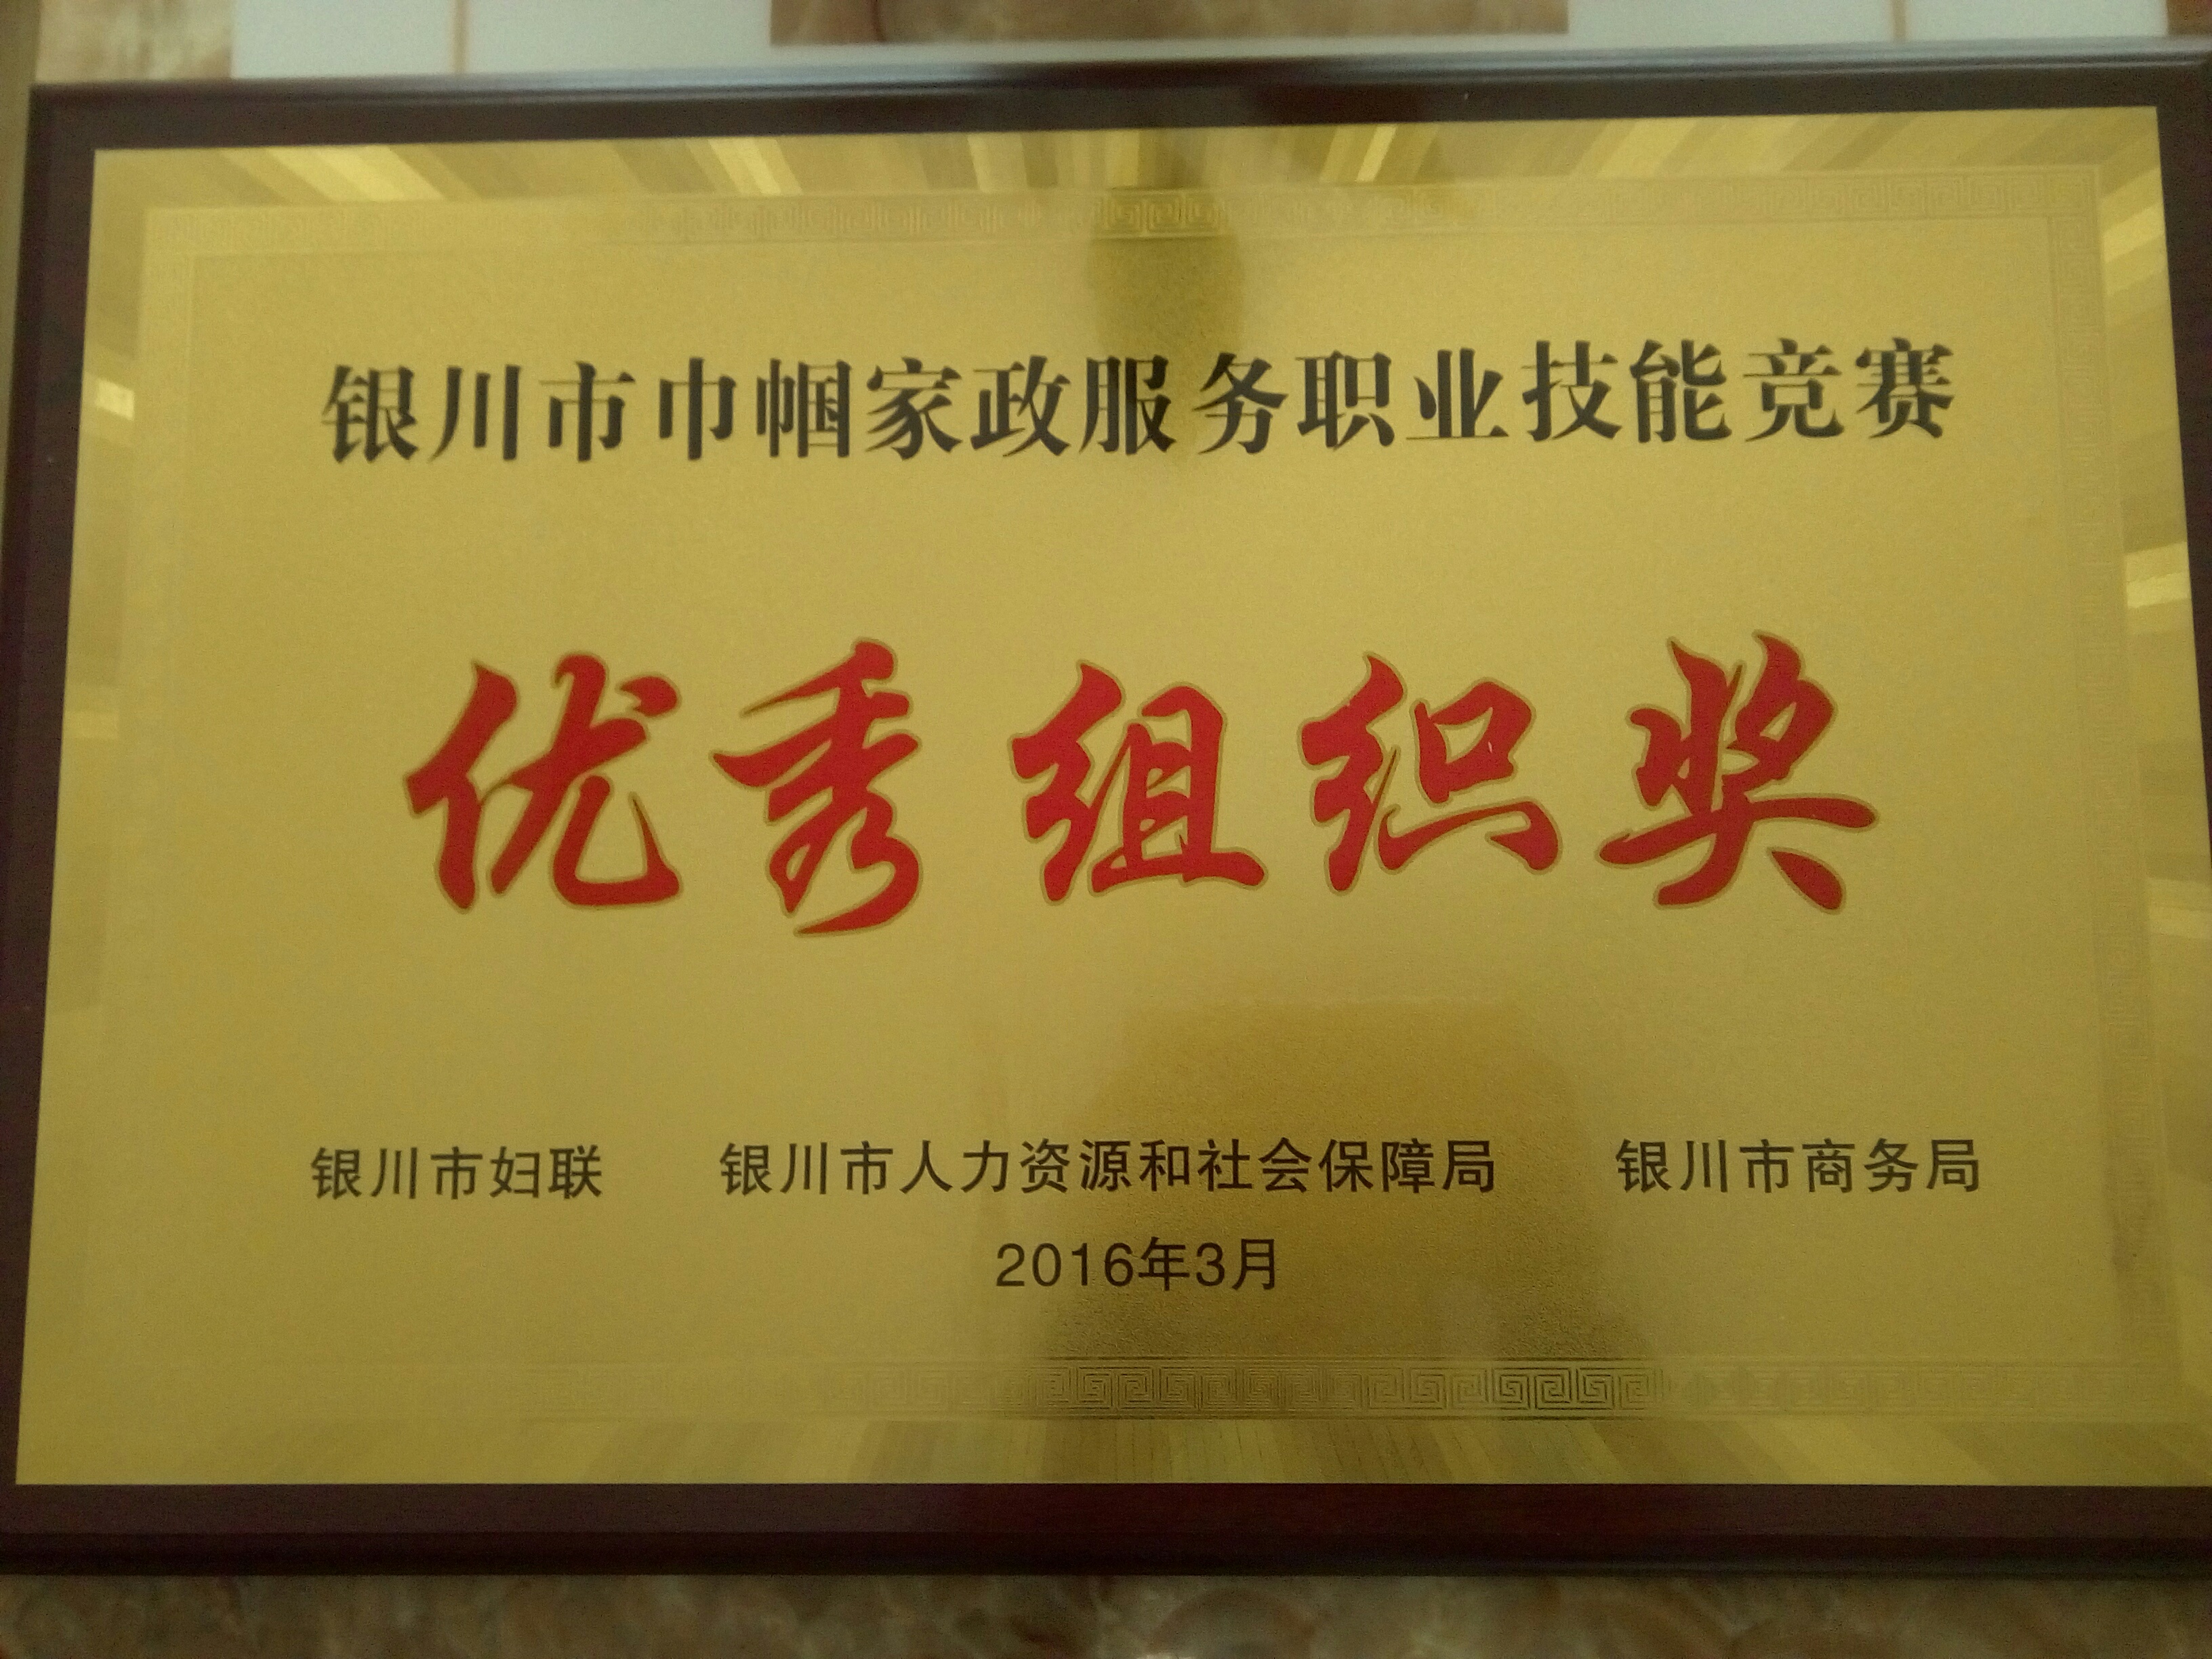 银川市巾帼家政服务职业技能竞赛
优秀组织奖
银川市妇联 银川市人力资源和社会保障局 银川市商务局
2016年3月